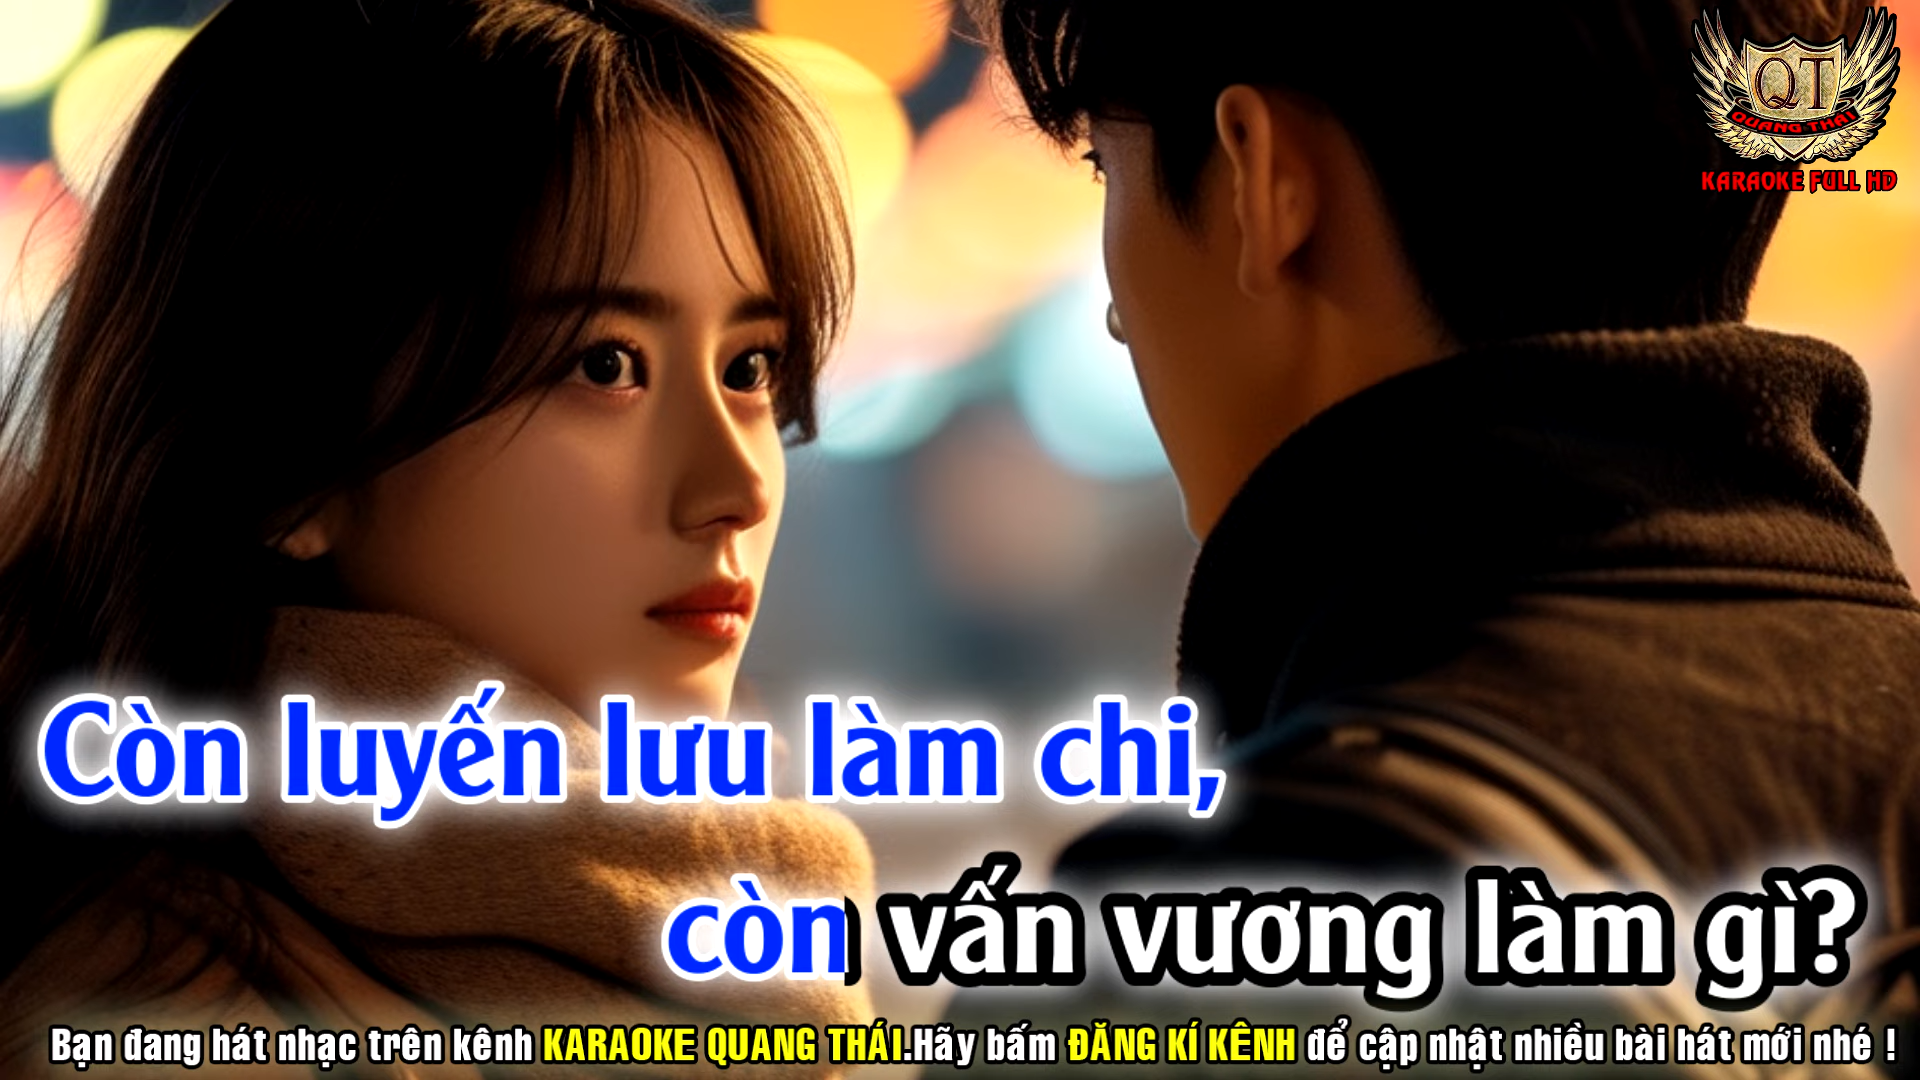 QT
QUANG THÁI
KARAOKE FULL HD
Còn luyến lưu làm chi,
còn vấn vương làm gì?
Bạn đang hát nhạc trên kênh KARAOKE QUANG THÁI.Hãy bấm ĐĂNG KÍ KÊNH để cập nhật nhiều bài hát mới nhé !